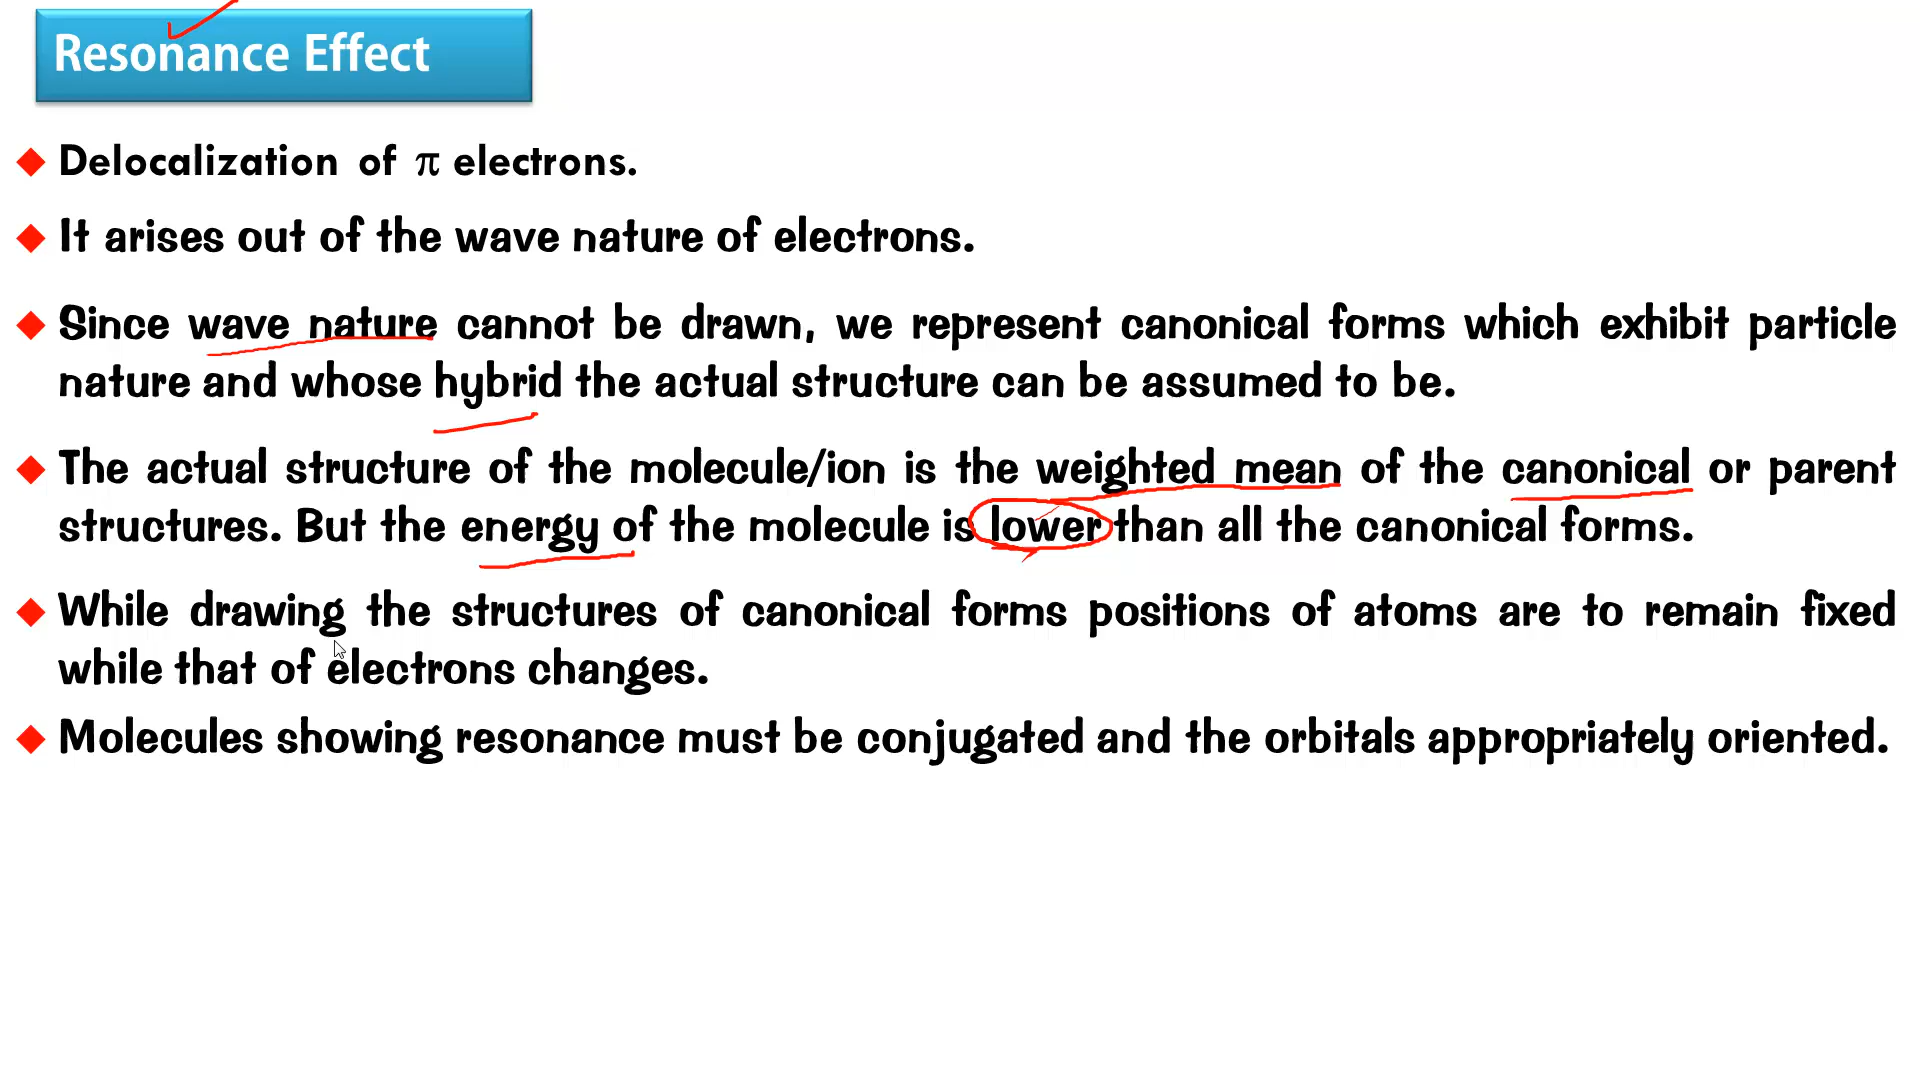 Resonance Effect
Delocalization of π electrons.
It arises out of the wave nature of electrons.
Since wave nature cannot be drawn, we represent canonical forms which exhibit particle
nature and whose hybrid the actual structure can be assumed to be.
The actual structure of the molecule/ion is the weighted mean of the canonical or parent
structures. But the energy of the molecule is lower than all the canonical forms.
While drawing the structures of canonical forms positions of atoms are to remain fixed
while that of electrons changes.
Molecules showing resonance must be conjugated and the orbitals appropriately oriented.